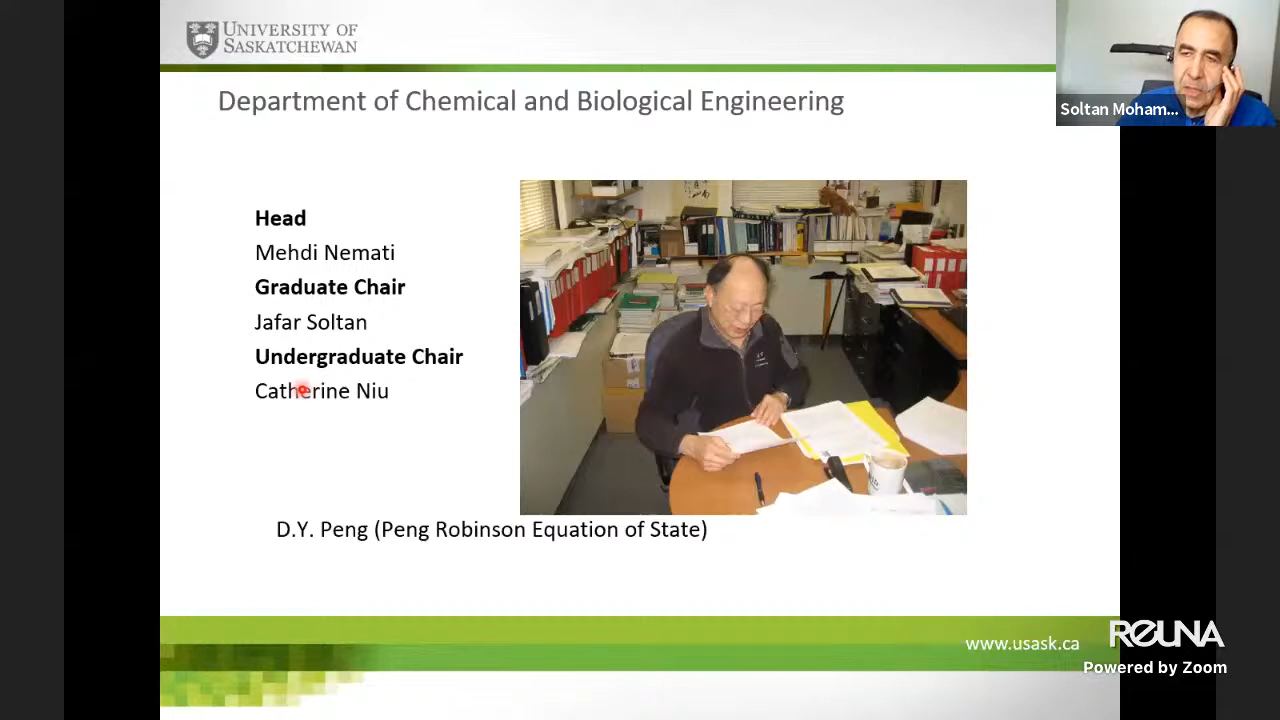 UNIVERSITY OF
SASKATCHEWAN
Department of Chemical and Biological Engineering
Soltan Moham...
Head
Mehdi Nemati
Graduate Chair
Jafar Soltan
Undergraduate Chair
Catherine Niu
D.Y. Peng (Peng Robinson Equation of State)
www.usask.ca
REUNA
Powered by Zoom